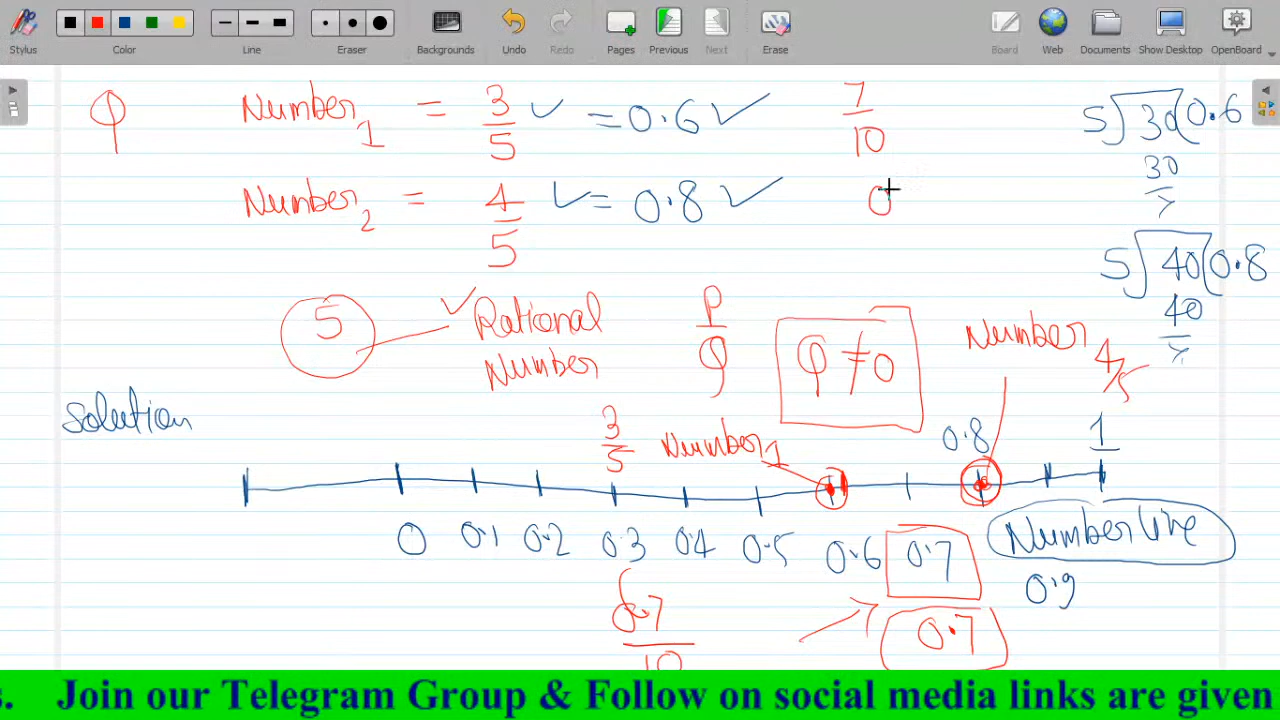 Stylus Color Line Eraser Backgrounds Undo Redo Pages Previous Next Erase Board Web Documents Show Desktop OpenBoard
Q Number1 = 3/5 ✓ = 0.6 ✓ 7/10
5)30(0.6
30
Number2 = 4/5 ✓ = 0.8 ✓ 0
5)40(0.8
40
5 ✓ Rational Number P/Q Q ≠ 0
Number 4/5
Solution
3/5 Number1 0.8 1
0 0.1 0.2 0.3 0.4 0.5 0.6 0.7 Number line
0.9
0.7/10 0.7
s. Join our Telegram Group & Follow on social media links are given